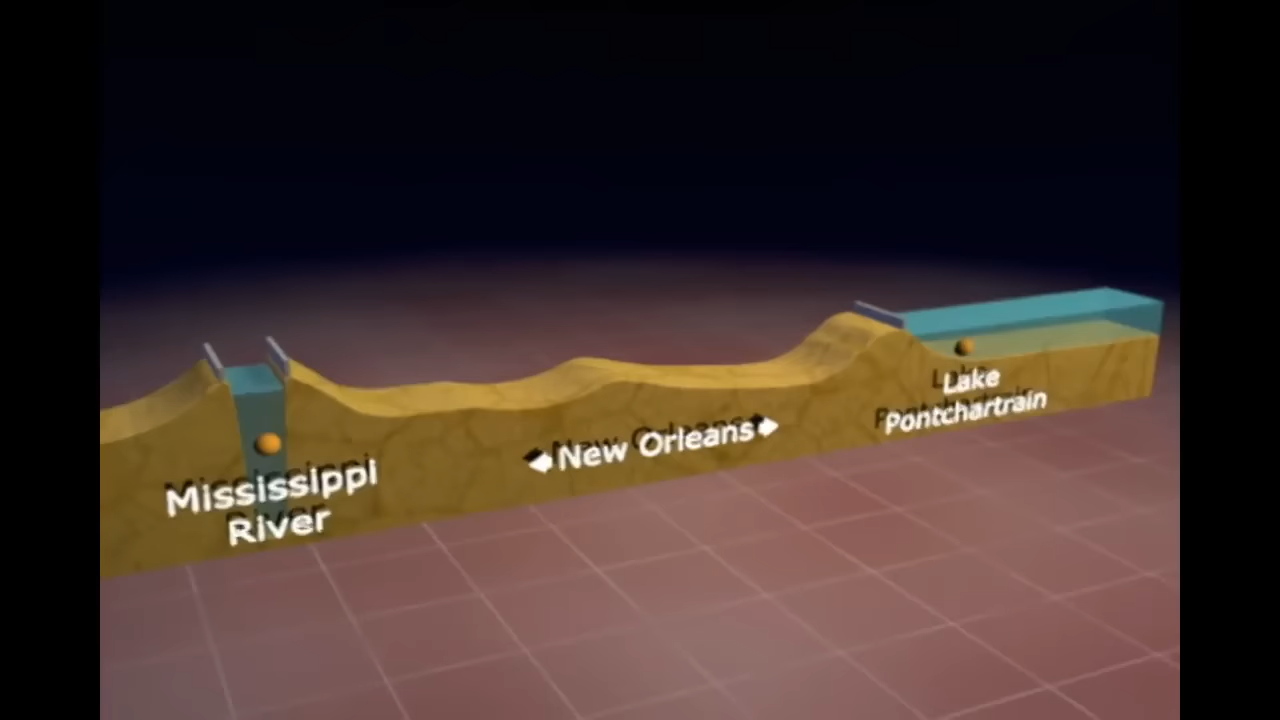 Mississippi
River
New Orleans
Lake
Pontchartrain